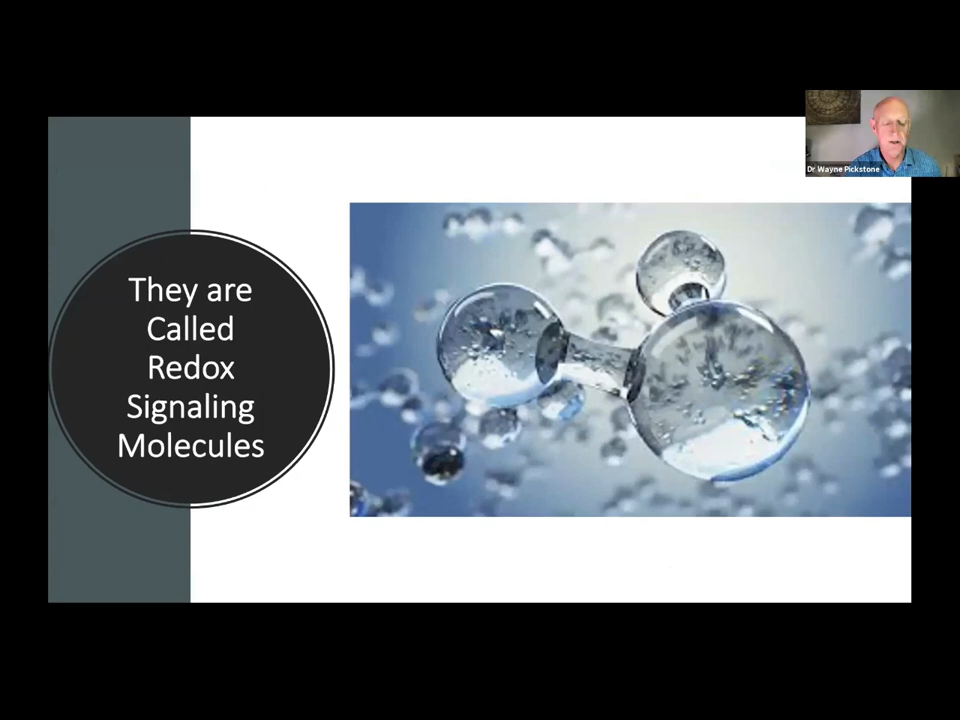 They are
Called
Redox
Signaling
Molecules
Dr Wayne Pickstone